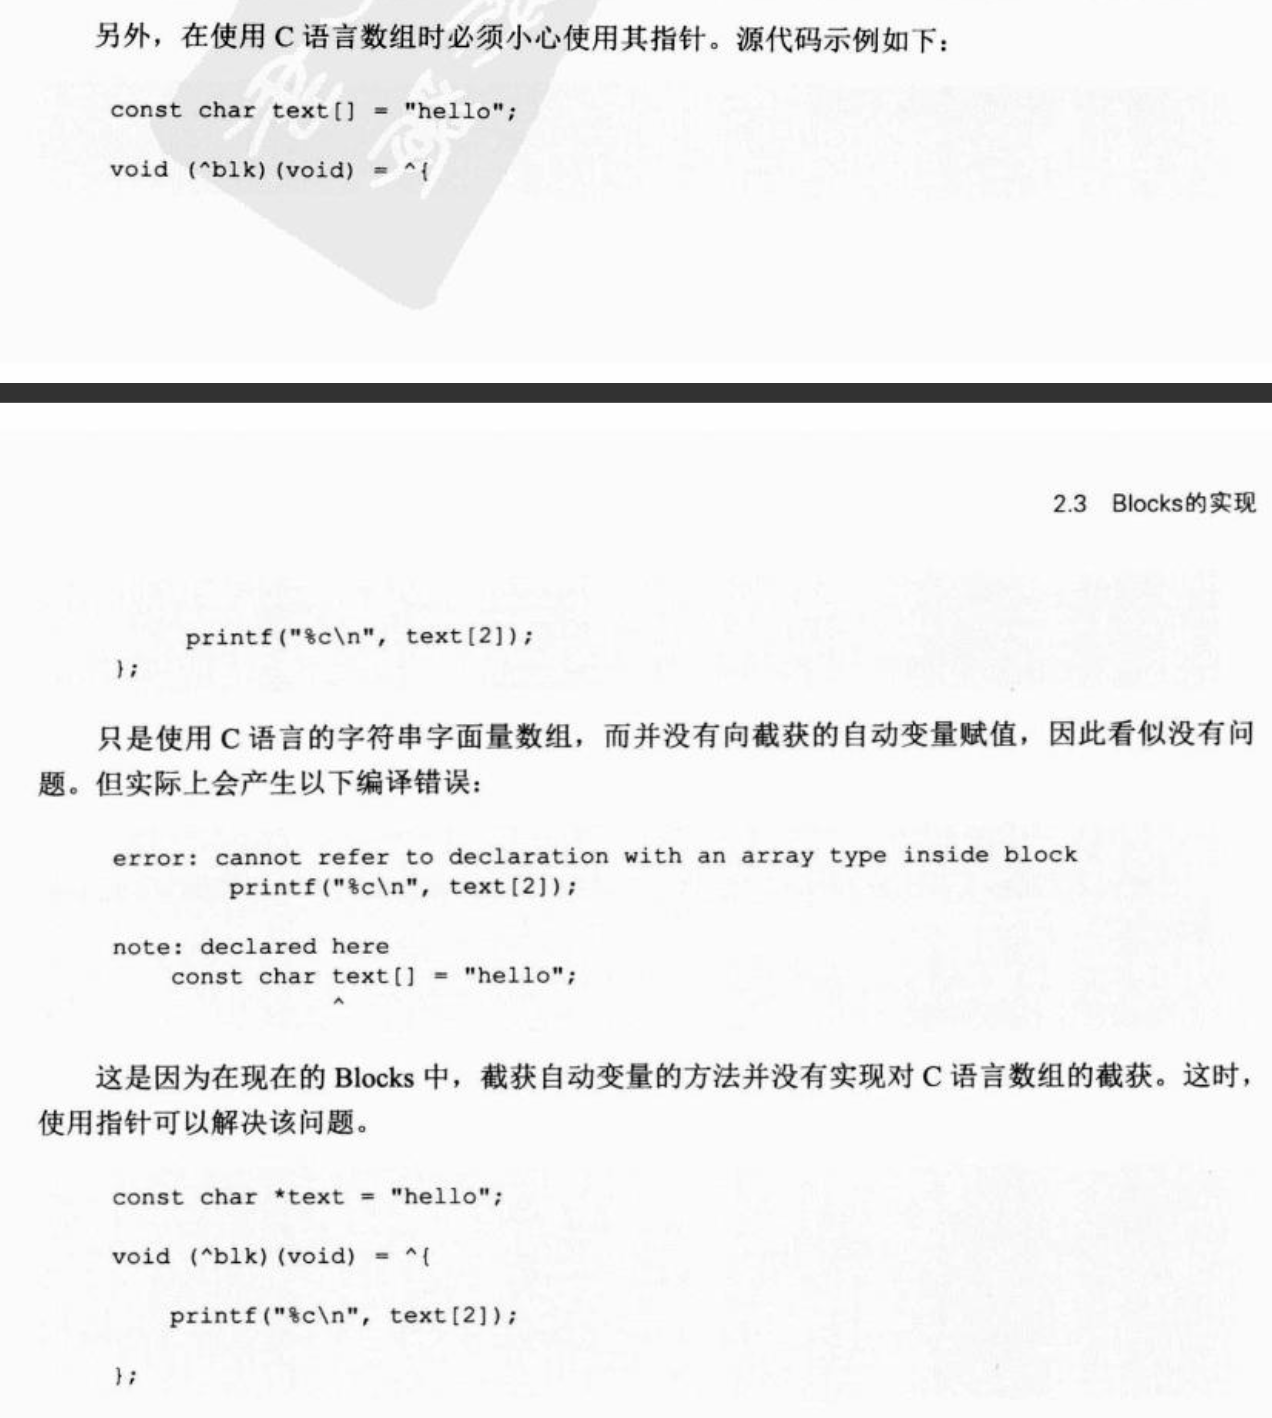 另外，在使用 C 语言数组时必须小心使用其指针。源代码示例如下：
const char text[] = "hello";
void (^blk)(void) = ^{
2.3 Blocks的实现
printf("%c\n", text[2]);
};
只是使用 C 语言的字符串字面量数组，而并没有向截获的自动变量赋值，因此看似没有问
题。但实际上会产生以下编译错误：
error: cannot refer to declaration with an array type inside block
printf("%c\n", text[2]);
note: declared here
const char text[] = "hello";
^
这是因为在现在的 Blocks 中，截获自动变量的方法并没有实现对 C 语言数组的截获。这时，
使用指针可以解决该问题。
const char *text = "hello";
void (^blk)(void) = ^{
printf("%c\n", text[2]);
};